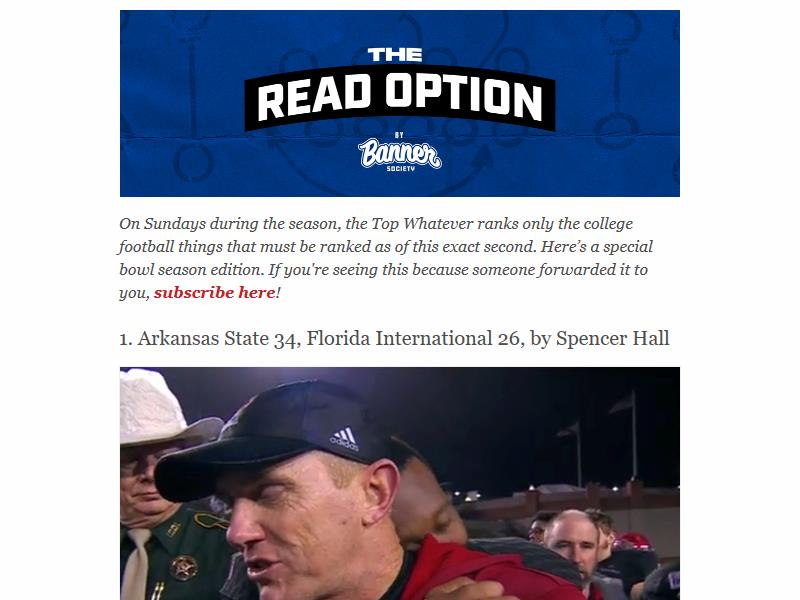 THE
READ OPTION
BY
Banner
SOCIETY
On Sundays during the season, the Top Whatever ranks only the college
football things that must be ranked as of this exact second. Here’s a special
bowl season edition. If you're seeing this because someone forwarded it to
you, subscribe here!
1. Arkansas State 34, Florida International 26, by Spencer Hall
adidas